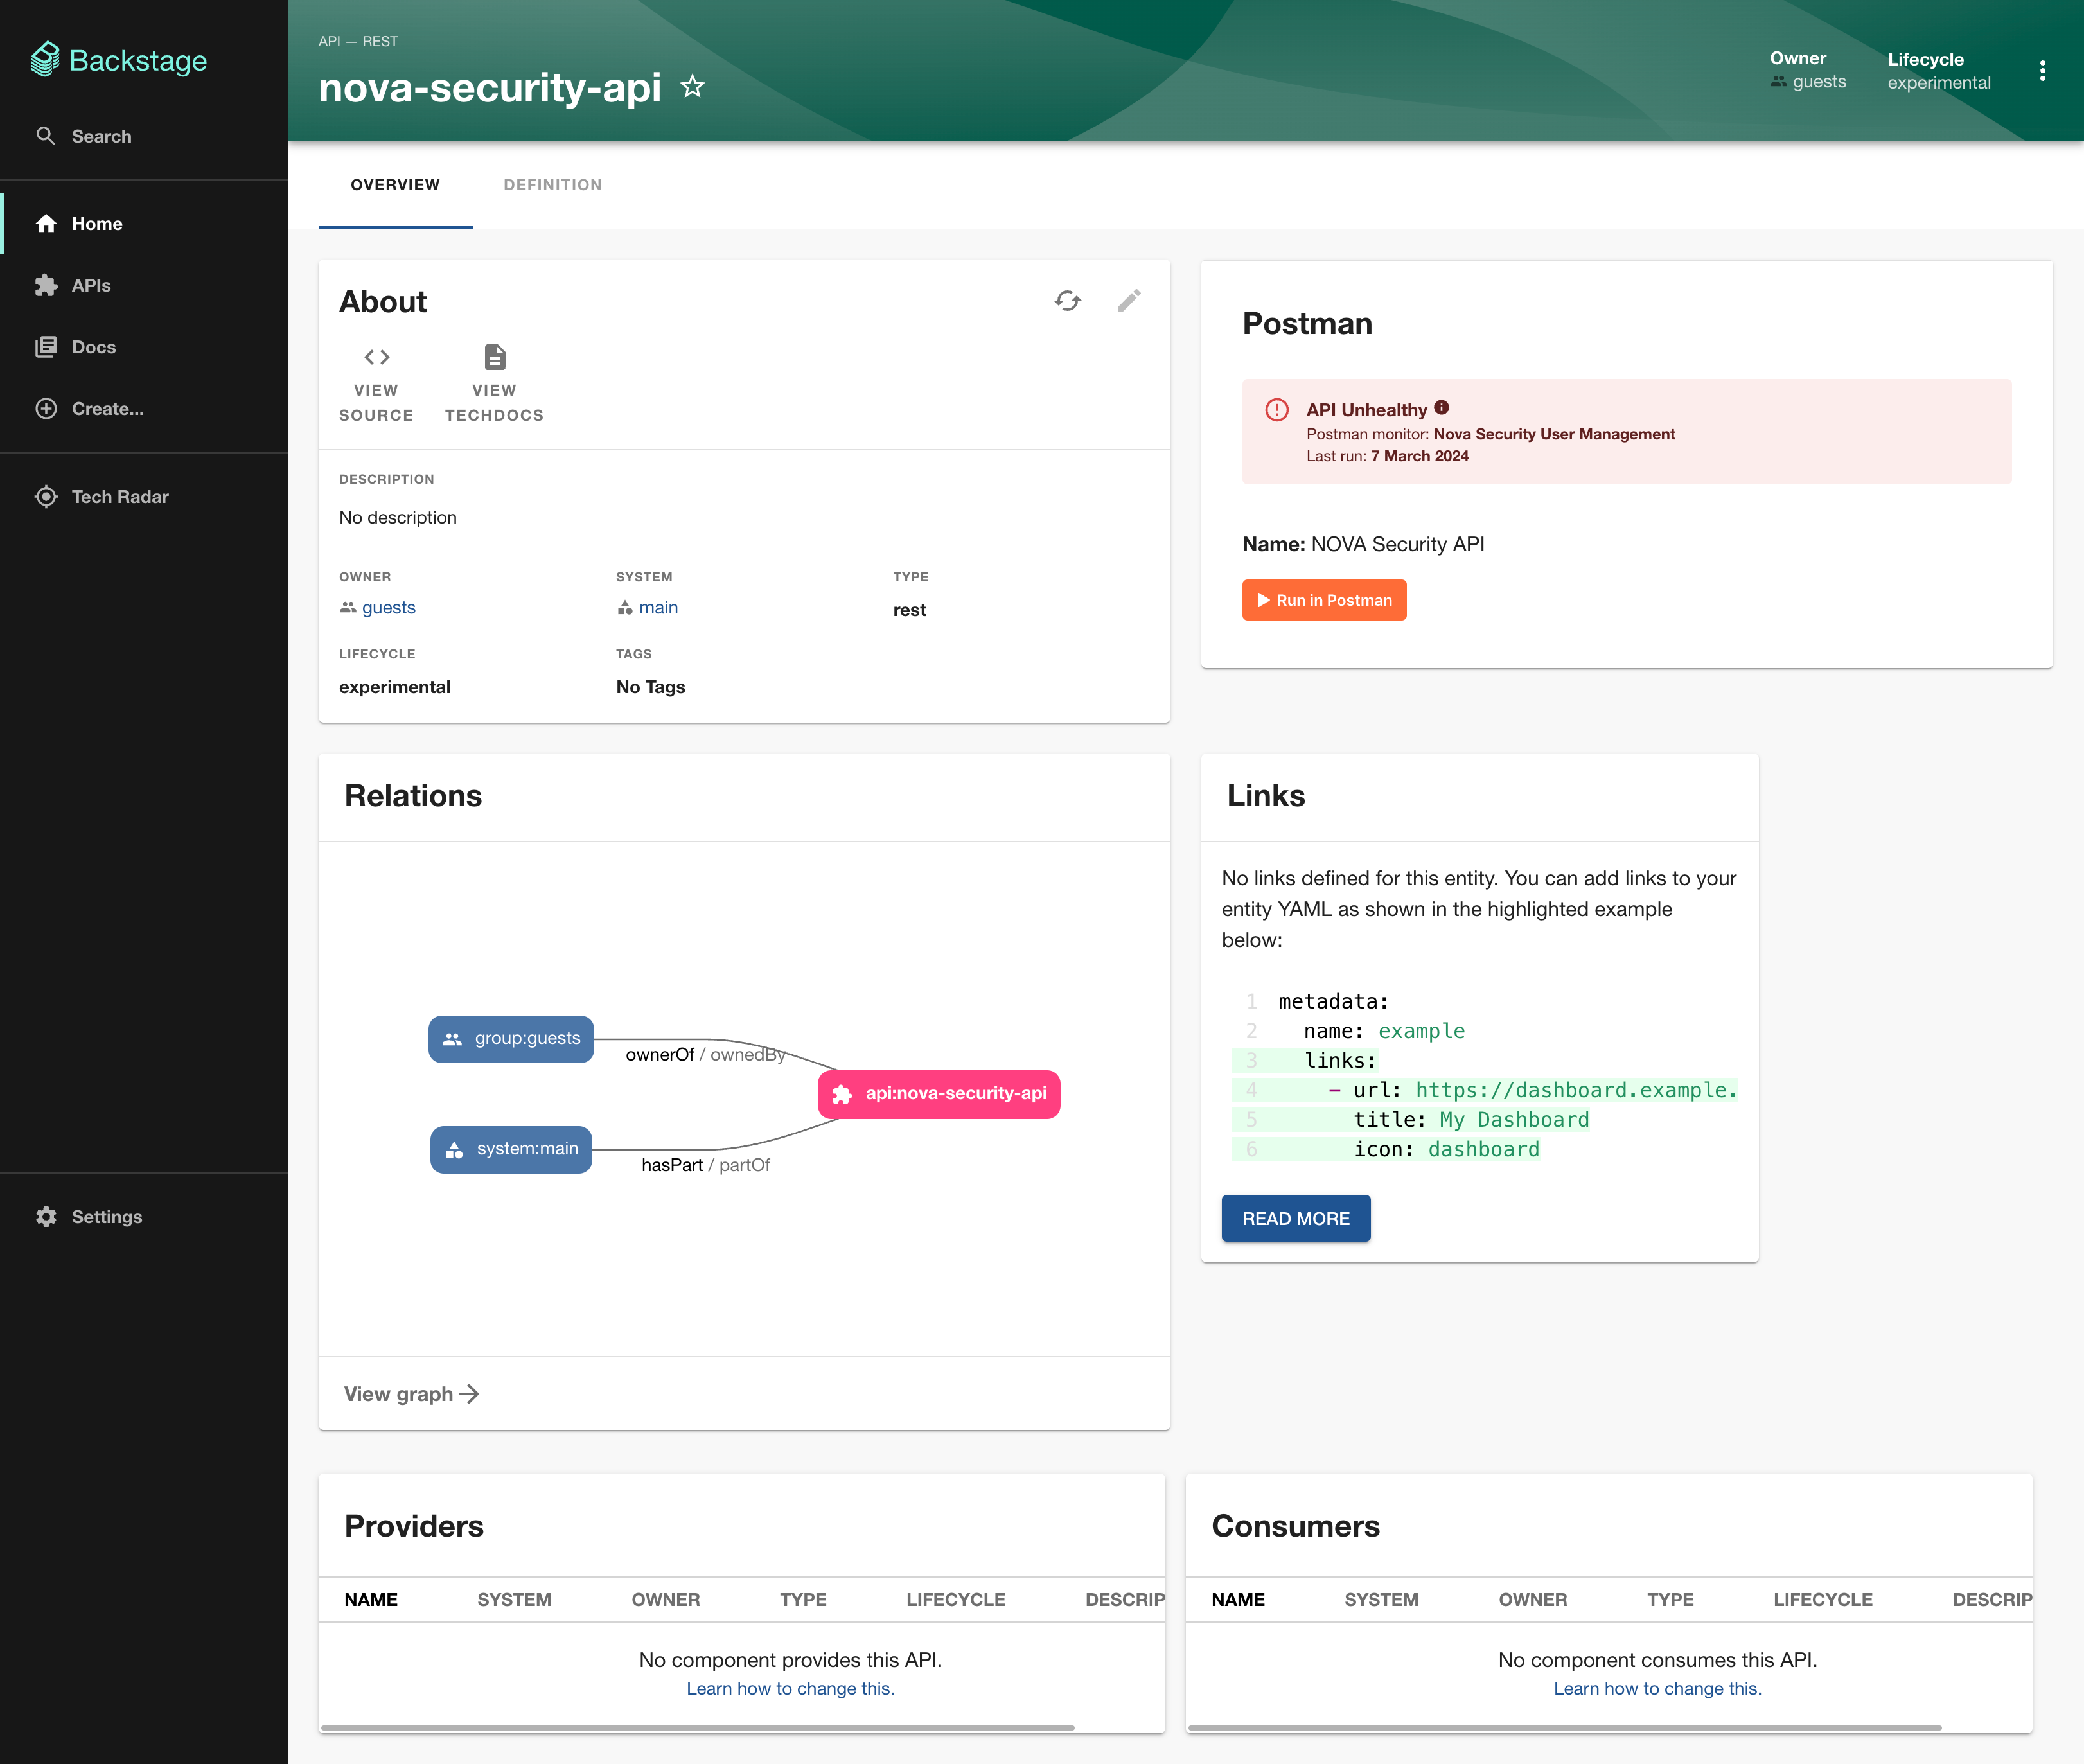 Backstage
Search
Home
APIs
Docs
Create...
Tech Radar
Settings
API — REST
nova-security-api
Owner
guests
Lifecycle
experimental
OVERVIEW
DEFINITION
About
VIEW
SOURCE
VIEW
TECHDOCS
DESCRIPTION
No description
OWNER
SYSTEM
TYPE
guests
main
rest
LIFECYCLE
TAGS
experimental
No Tags
Postman
API Unhealthy
Postman monitor: Nova Security User Management
Last run: 7 March 2024
Name: NOVA Security API
Run in Postman
Relations
group:guests
ownerOf / ownedBy
api:nova-security-api
system:main
hasPart / partOf
View graph
Links
No links defined for this entity. You can add links to your
entity YAML as shown in the highlighted example
below:
1 metadata:
2 name: example
3 links:
4 - url: https://dashboard.example.
5 title: My Dashboard
6 icon: dashboard
READ MORE
Providers
NAME SYSTEM OWNER TYPE LIFECYCLE DESCRIP
No component provides this API.
Learn how to change this.
Consumers
NAME SYSTEM OWNER TYPE LIFECYCLE DESCRIP
No component consumes this API.
Learn how to change this.